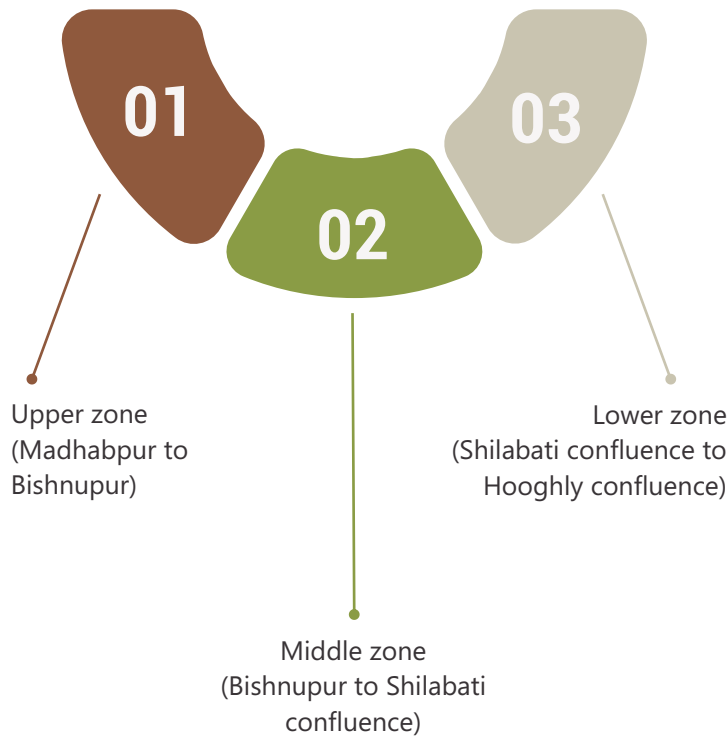 01
02
03
Upper zone
(Madhabpur to
Bishnupur)
Lower zone
(Shilabati confluence to
Hooghly confluence)
Middle zone
(Bishnupur to Shilabati
confluence)